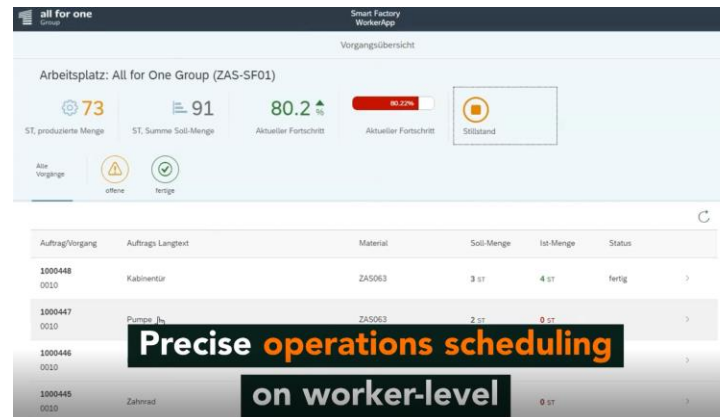 all for one
Group
Smart Factory
WorkerApp
Vorgangsübersicht
Arbeitsplatz: All for One Group (ZAS-SF01)
73
91
80.2 %
80.22%
ST, produzierte Menge
ST, Summe Soll-Menge
Aktueller Fortschritt
Aktueller Fortschritt
Stillstand
Alle
Vorgänge
offene
fertige
Auftrag/Vorgang Auftrags Langtext Material Soll-Menge Ist-Menge Status
1000448
0010
Kabinentür ZAS063 3 ST 4 ST fertig
1000447
0010
Pumpe ZAS063 2 ST 0 ST
1000446
0010
Precise operations scheduling
on worker-level
1000445
0010
Zahnrad 0 ST